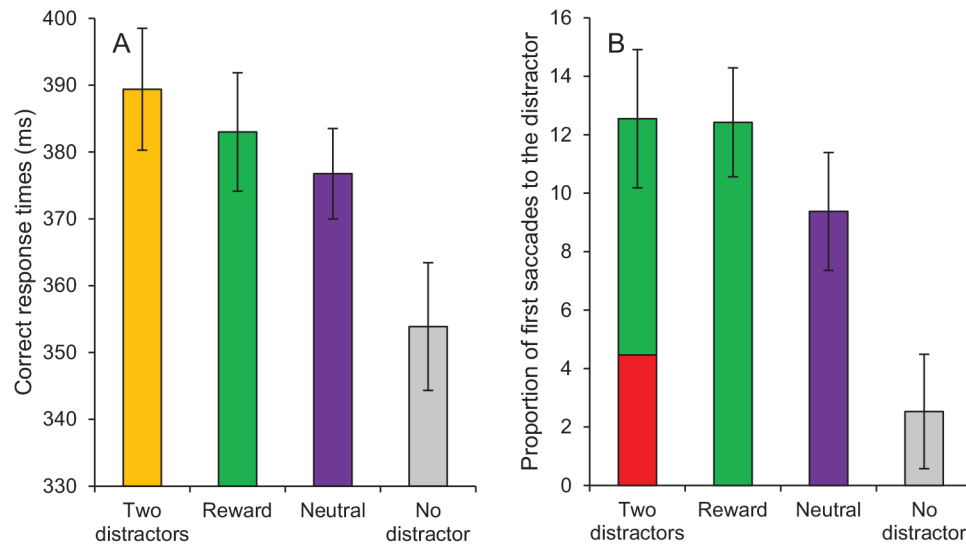 A
Correct response times (ms)
400
390
380
370
360
350
340
330
Two distractors
Reward
Neutral
No distractor
B
Proportion of first saccades to the distractor
16
14
12
10
8
6
4
2
0
Two distractors
Reward
Neutral
No distractor